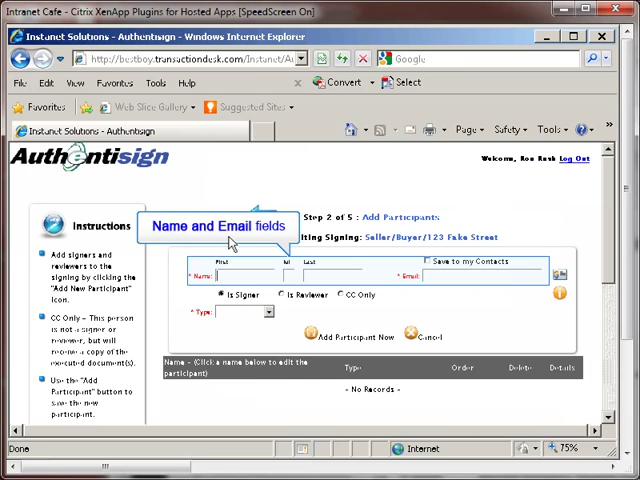 Intranet Cafe - Citrix XenApp Plugins for Hosted Apps [SpeedScreen On]
Instanet Solutions - Authentisign - Windows Internet Explorer
http://bestboy.transactiondesk.com/Instanet/Au
Google
File Edit View Favorites Tools Help
Convert Select
Favorites Web Slice Gallery Suggested Sites
Instanet Solutions - Authentisign
Page Safety Tools
Authentisign
Welcome, Ron Rush Log Out
Instructions
Add signers and reviewers to the signing by clicking the "Add New Participant" icon.
CC Only - This person is not a signer or reviewer, but will receive a copy of the executed document(s).
Use the "Add Participant" button to save the new participant.
Name and Email fields
Step 2 of 5 : Add Participants
iting Signing: Seller/Buyer/123 Fake Street
First MI Last Save to my Contacts
* Name: * Email:
Is Signer Is Reviewer CC Only
* Type:
Add Participant Now Cancel
Name - (Click a name below to edit the participant) Type Order Delete Details
- No Records -
Done Internet 75%